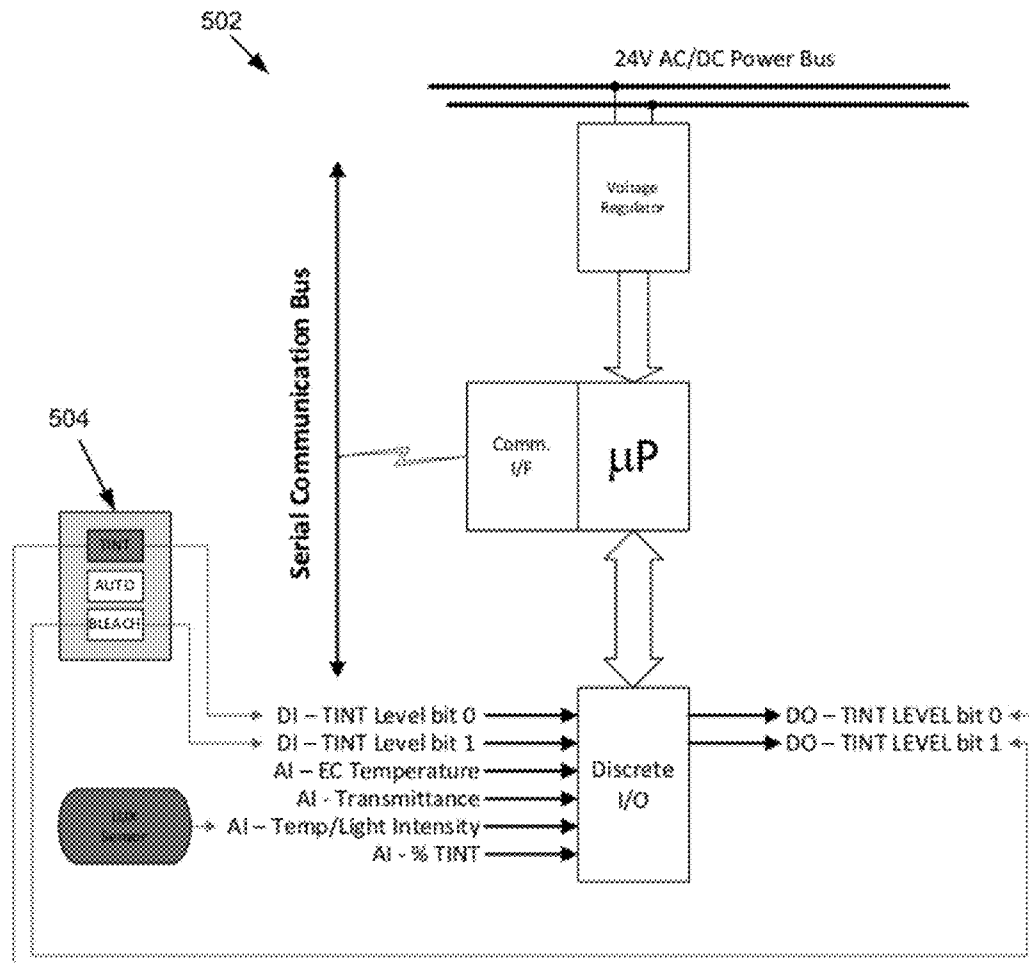 502
24V AC/DC Power Bus
Voltage
Regulator
Serial Communication Bus
Comm.
I/F
µP
504
TINT
AUTO
BLEACH
DI – TINT Level bit 0
DI – TINT Level bit 1
AI – EC Temperature
AI - Transmittance
AI – Temp/Light Intensity
AI - % TINT
Discrete
I/O
DO – TINT LEVEL bit 0
DO – TINT LEVEL bit 1